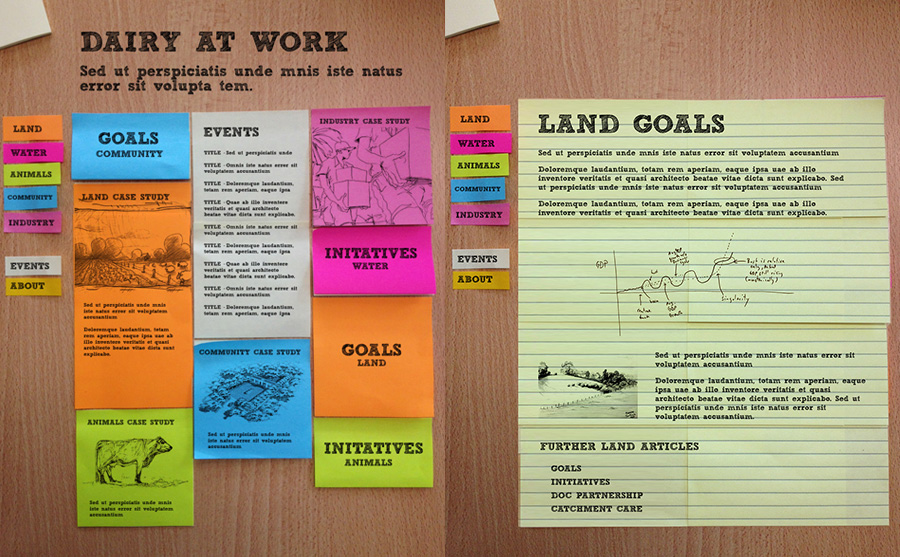 DAIRY AT WORK
Sed ut perspiciatis unde mnis iste natus
error sit volupta tem.
LAND
WATER
ANIMALS
COMMUNITY
INDUSTRY
EVENTS
ABOUT
GOALS
COMMUNITY
LAND CASE STUDY
Sed ut perspiciatis unde mnis
iste natus error sit voluptatem
accusantium
Doloremque laudantium, totam
rem aperiam, eaque ipsa uae ab
illo inventore veritatis et quasi
architecto beatae vitae dicta sunt
explicabo.
ANIMALS CASE STUDY
Sed ut perspiciatis unde mnis
iste natus error sit voluptatem
accusantium
EVENTS
TITLE - Sed ut perspiciatis unde
TITLE - Omnis iste natus error sit
voluptatem accusantium
TITLE - Doloremque laudantium,
totam rem aperiam, eaque ipsa
TITLE - Quae ab illo inventore
veritatis et quasi architecto
beatae vitae dicta sunt explicabo.
TITLE - Omnis iste natus error sit
TITLE - Doloremque laudantium,
totam rem aperiam, eaque ipsa
TITLE - Quae ab illo inventore
veritatis et quasi architecto
beatae vitae dicta sunt explicabo.
TITLE - Omnis iste natus error sit
voluptatem accusantium
TITLE - Doloremque laudantium,
totam rem aperiam, eaque ipsa
COMMUNITY CASE STUDY
Sed ut perspiciatis unde mnis
iste natus error sit voluptatem
accusantium
INDUSTRY CASE STUDY
INITATIVES
WATER
GOALS
LAND
INITATIVES
ANIMALS
LAND
WATER
ANIMALS
COMMUNITY
INDUSTRY
EVENTS
ABOUT
LAND GOALS
Sed ut perspiciatis unde mnis iste natus error sit voluptatem accusantium
Doloremque laudantium, totam rem aperiam, eaque ipsa uae ab illo
inventore veritatis et quasi architecto beatae vitae dicta sunt explicabo. Sed
ut perspiciatis unde mnis iste natus error sit voluptatem accusantium
Doloremque laudantium, totam rem aperiam, eaque ipsa uae ab illo
inventore veritatis et quasi architecto beatae vitae dicta sunt explicabo.
GDP
Singularity
Sed ut perspiciatis unde mnis iste natus error sit
voluptatem accusantium
Doloremque laudantium, totam rem aperiam, eaque
ipsa uae ab illo inventore veritatis et quasi
architecto beatae vitae dicta sunt explicabo. Sed ut
perspiciatis unde mnis iste natus error sit
voluptatem accusantium.
FURTHER LAND ARTICLES
GOALS
INITIATIVES
DOC PARTNERSHIP
CATCHMENT CARE